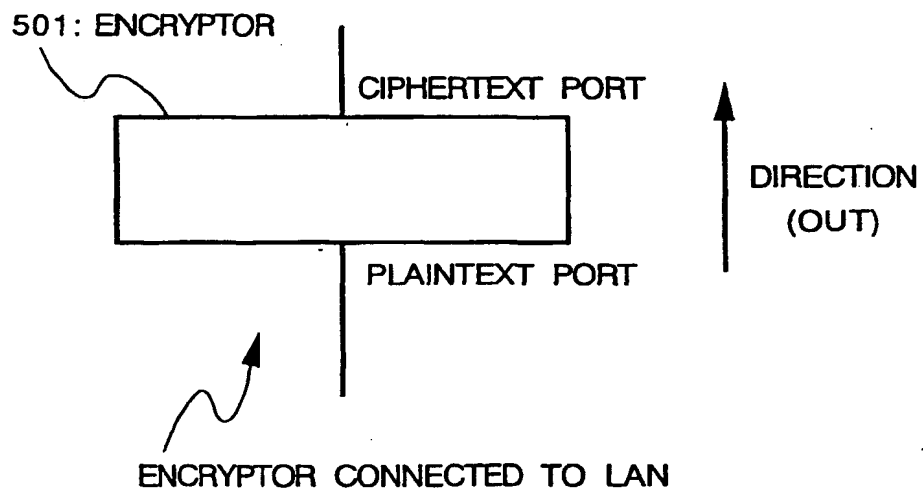 501: ENCRYPTOR
CIPHERTEXT PORT
DIRECTION
(OUT)
PLAINTEXT PORT
ENCRYPTOR CONNECTED TO LAN